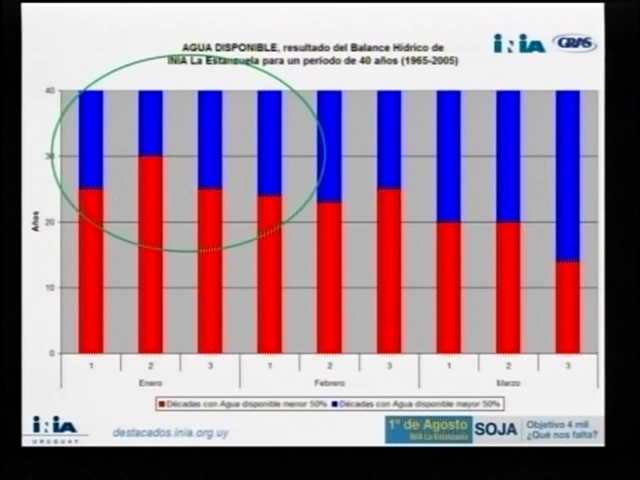 AGUA DISPONIBLE, resultado del Balance Hídrico de
INIA La Estanzuela para un período de 40 años (1965-2005)
INIA
GRAS
40
30
20
10
0
Años
1 2 3 1 2 3 1 2 3
Enero Febrero Marzo
Décadas con Agua disponible menor 50% Décadas con Agua disponible mayor 50%
INIA
URUGUAY
destacados.inia.org.uy
1º de Agosto
INIA La Estanzuela
SOJA
Objetivo 4 mil
¿Qué nos falta?